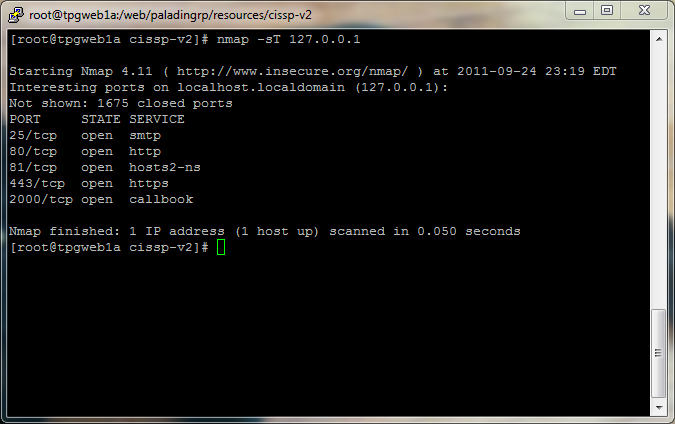 root@tpgweb1a:/web/paladingrp/resources/cissp-v2
[root@tpgweb1a cissp-v2]# nmap -sT 127.0.0.1
Starting Nmap 4.11 ( http://www.insecure.org/nmap/ ) at 2011-09-24 23:19 EDT
Interesting ports on localhost.localdomain (127.0.0.1):
Not shown: 1675 closed ports
PORT     STATE SERVICE
25/tcp   open  smtp
80/tcp   open  http
81/tcp   open  hosts2-ns
443/tcp  open  https
2000/tcp open  callbook
Nmap finished: 1 IP address (1 host up) scanned in 0.050 seconds
[root@tpgweb1a cissp-v2]#